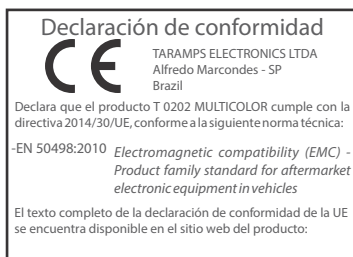 Declaración de conformidad
CE
TARAMPS ELECTRONICS LTDA
Alfredo Marcondes - SP
Brazil
Declara que el producto T 0202 MULTICOLOR cumple con la
directiva 2014/30/UE, conforme a la siguiente norma técnica:
-EN 50498:2010 Electromagnetic compatibility (EMC) -
Product family standard for aftermarket
electronic equipment in vehicles
El texto completo de la declaración de conformidad de la UE
se encuentra disponible en el sitio web del producto: